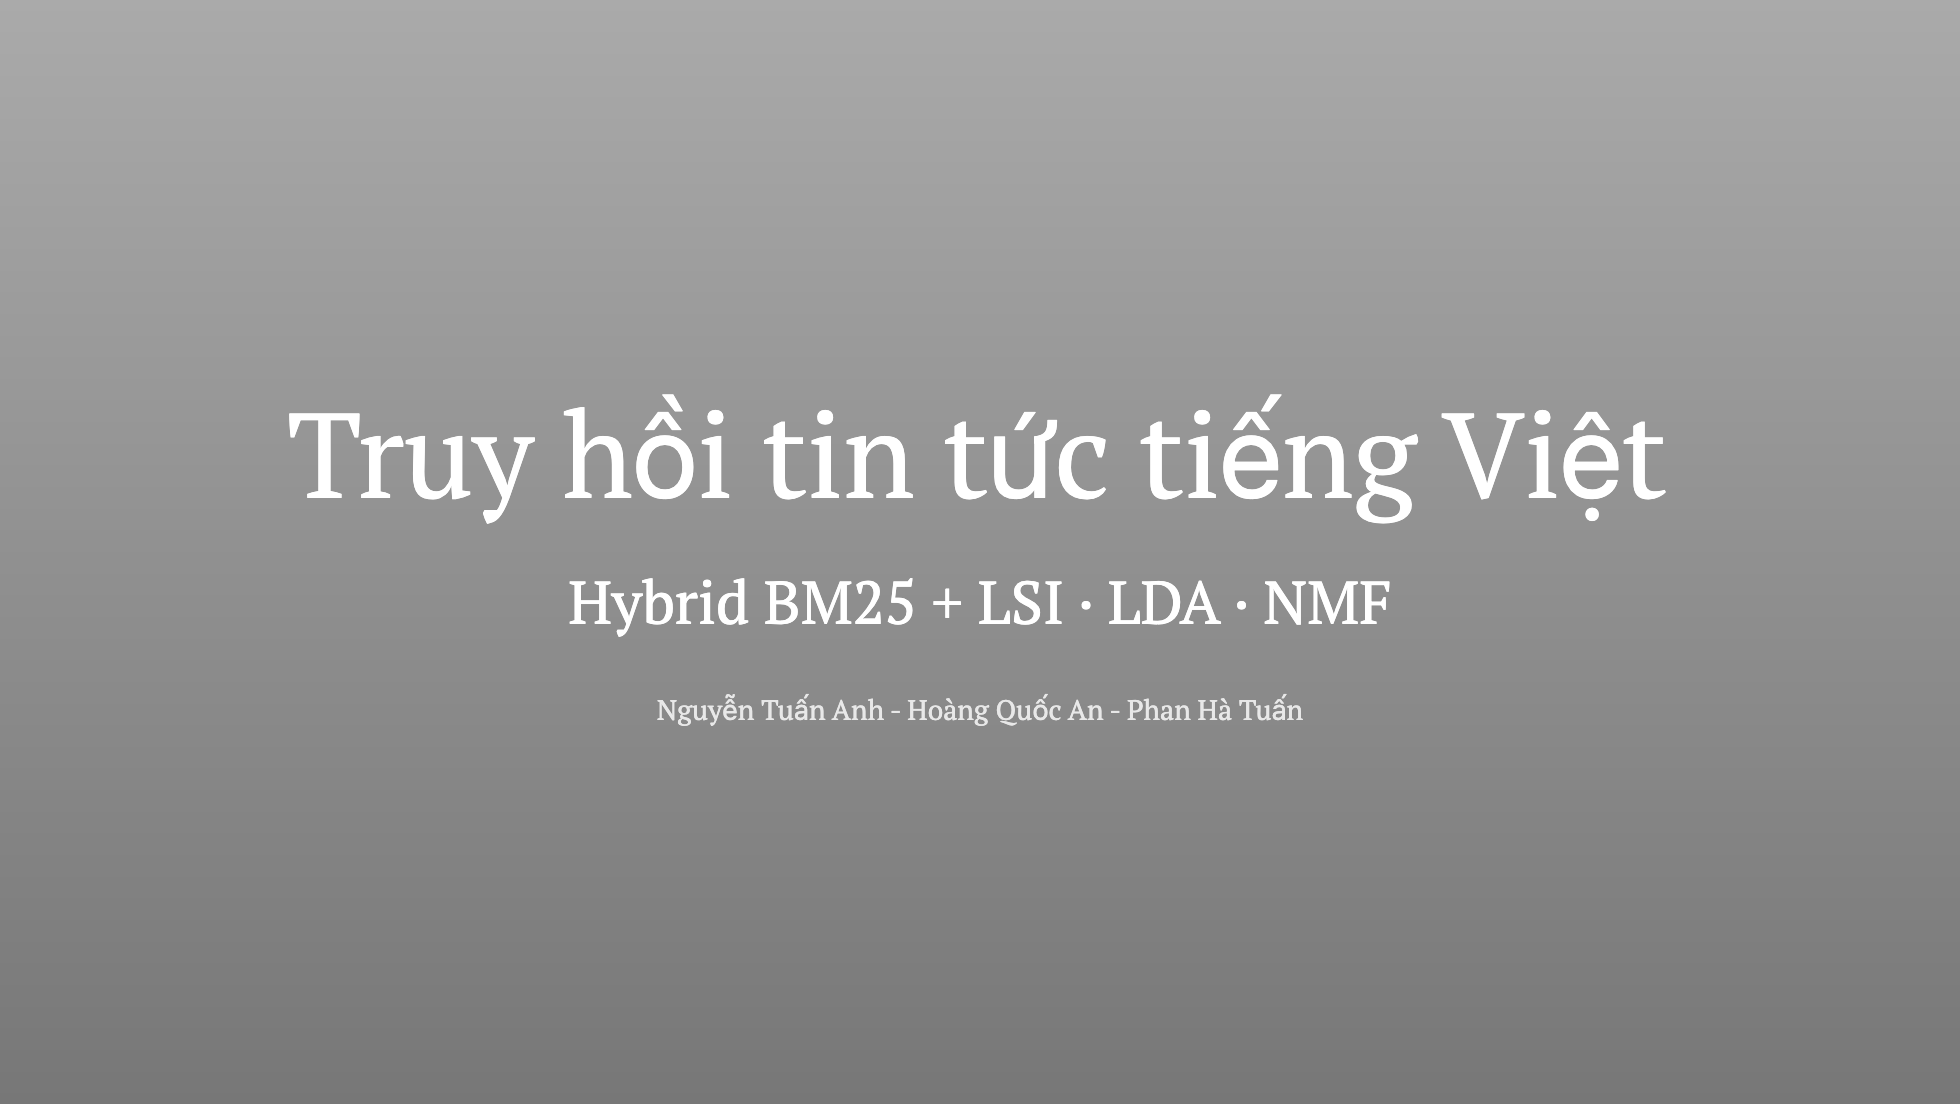 Truy hồi tin tức tiếng Việt
Hybrid BM25 + LSI · LDA · NMF
Nguyễn Tuấn Anh - Hoàng Quốc An - Phan Hà Tuấn